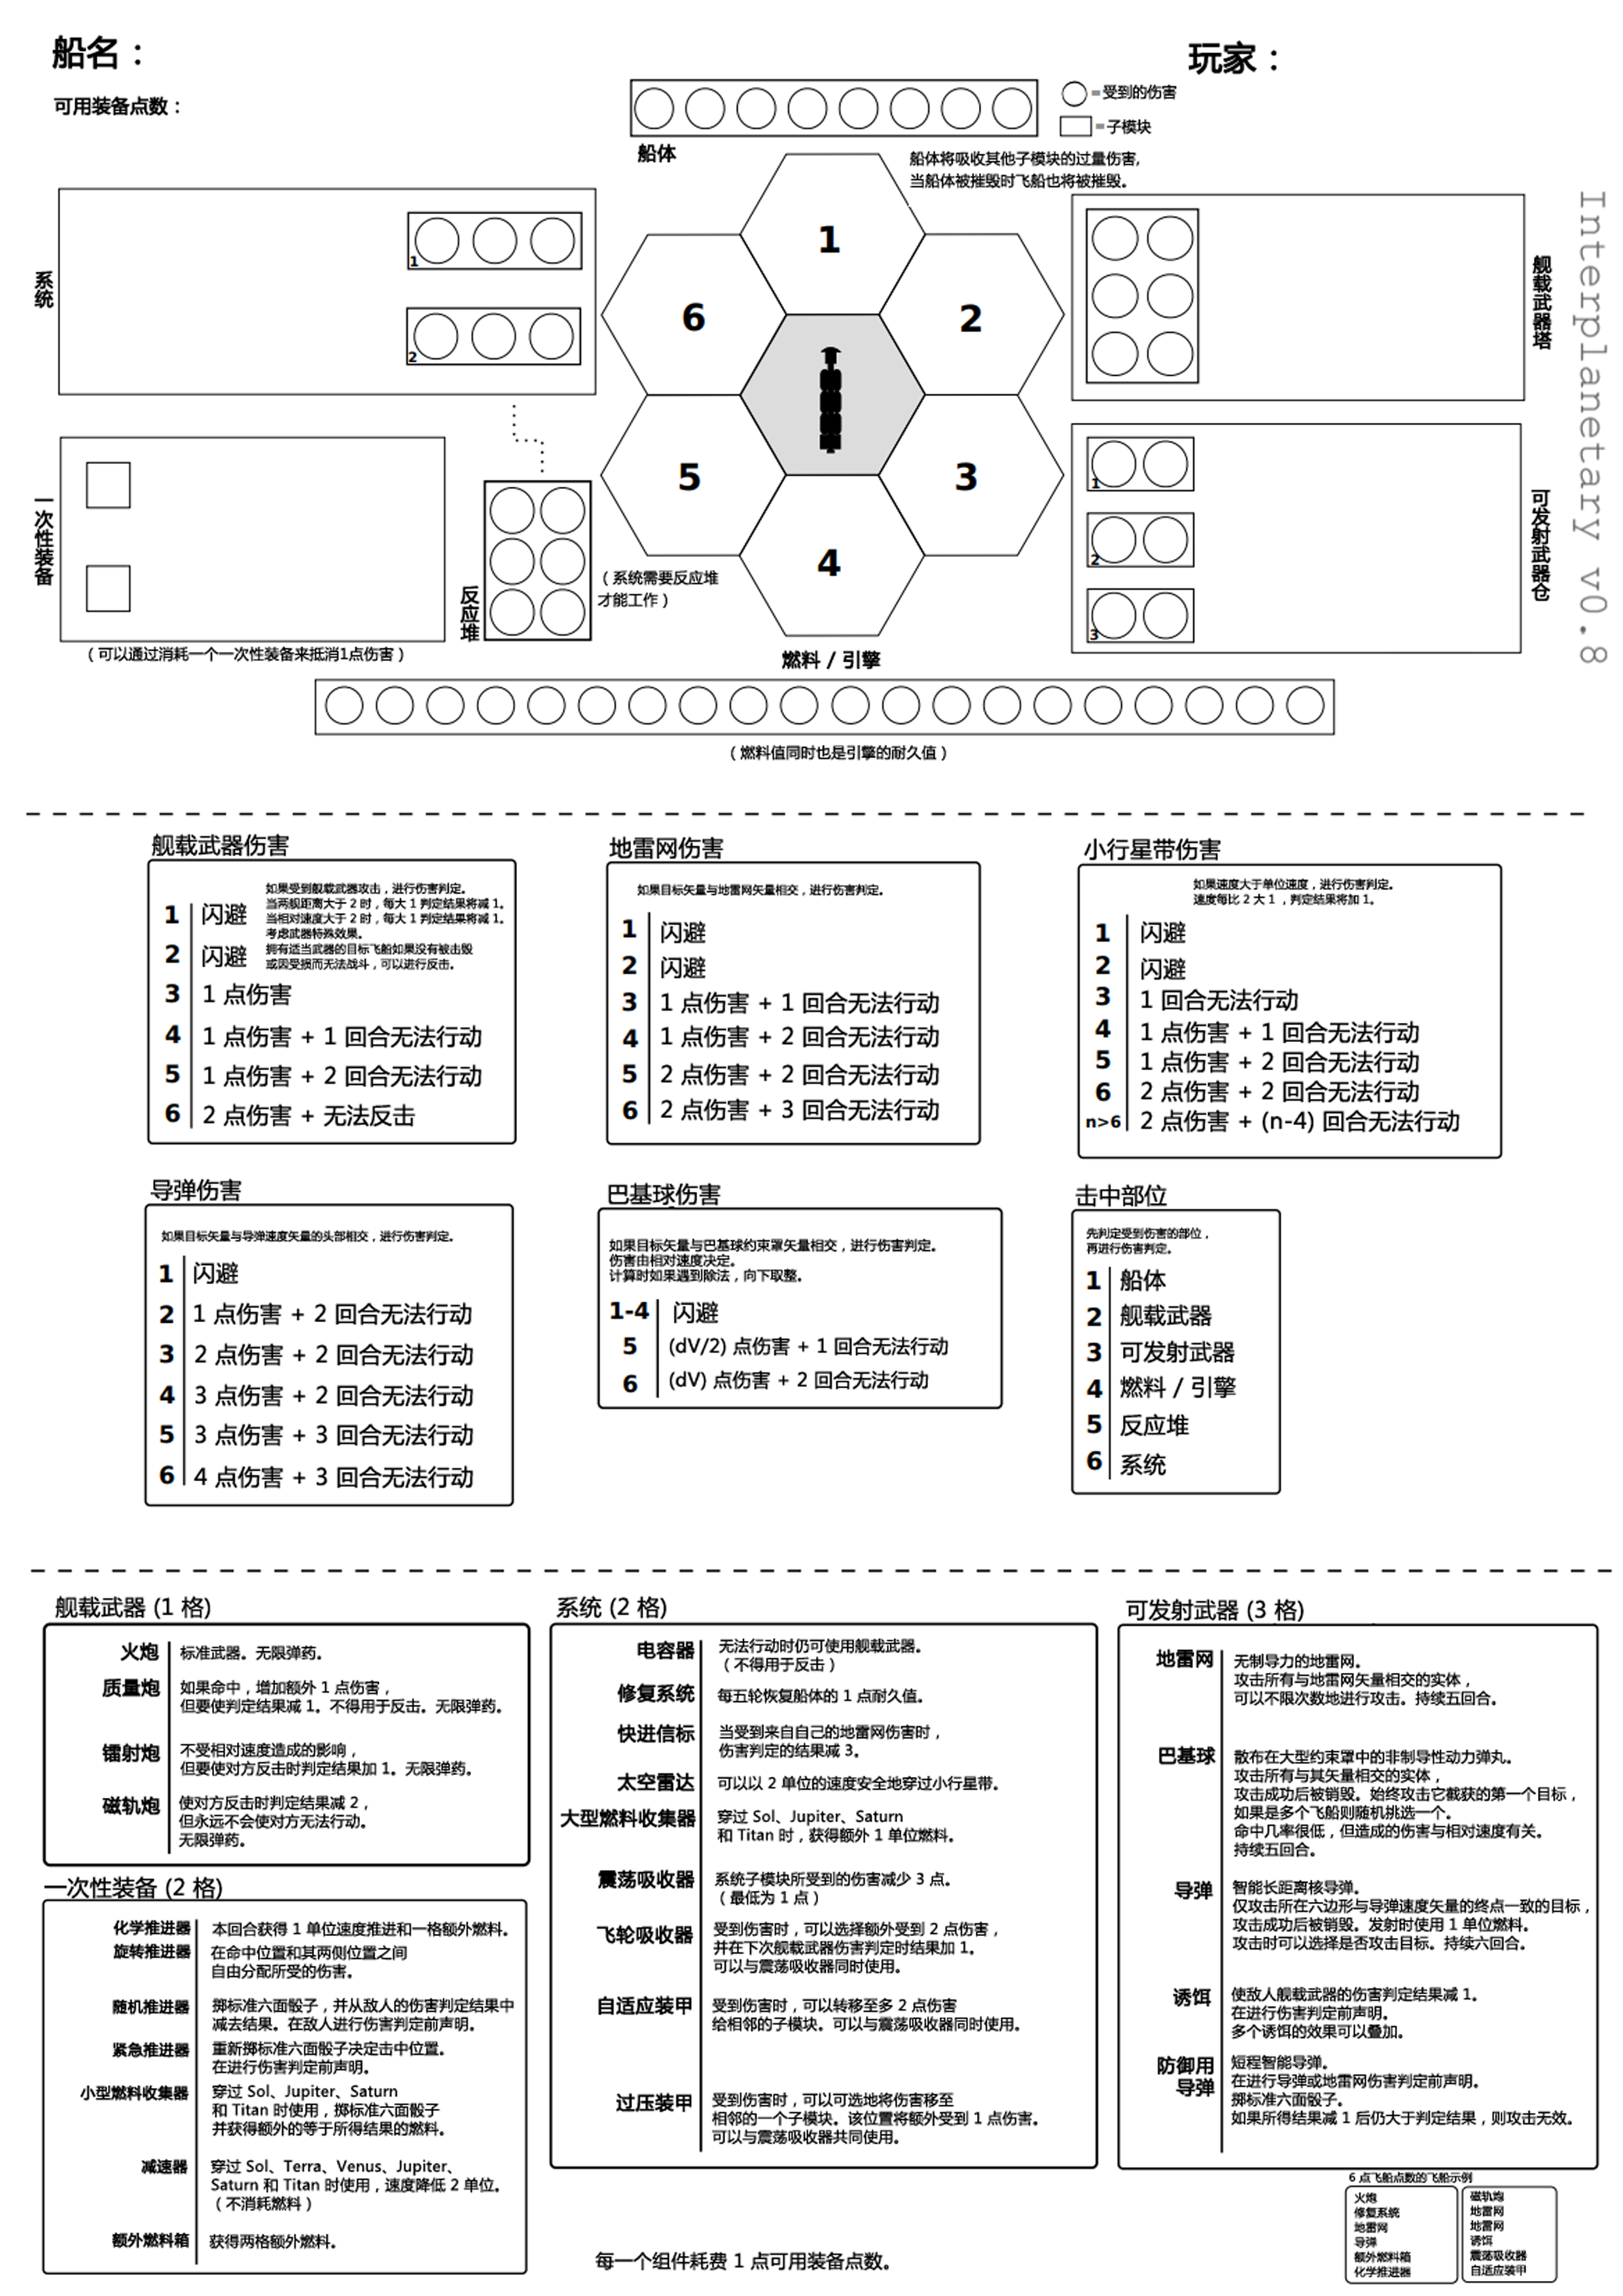 船名：
玩家：
可用装备点数：
=受到的伤害
=子模块
船体
船体将吸收其他子模块的过量伤害,
当船体被摧毁时飞船也将被摧毁。
系统
1
2
1
2
3
4
5
6
舰载武器塔
Interplanetary v0.8
一次性装备
（可以通过消耗一个一次性装备来抵消1点伤害）
反应堆
（系统需要反应堆
才能工作）
1
2
3
可发射武器仓
燃料 / 引擎
（燃料值同时也是引擎的耐久值）
舰载武器伤害
如果受到舰载武器攻击，进行伤害判定。
当两舰距离大于 2 时，每大 1 判定结果将减 1。
当相对速度大于 2 时，每大 1 判定结果将减 1。
考虑武器特殊效果。
拥有适当武器的目标飞船如果没有被击毁
或因受损而无法战斗，可以进行反击。
1 闪避
2 闪避
3 1 点伤害
4 1 点伤害 + 1 回合无法行动
5 1 点伤害 + 2 回合无法行动
6 2 点伤害 + 无法反击
地雷网伤害
如果目标矢量与地雷网矢量相交，进行伤害判定。
1 闪避
2 闪避
3 1 点伤害 + 1 回合无法行动
4 1 点伤害 + 2 回合无法行动
5 2 点伤害 + 2 回合无法行动
6 2 点伤害 + 3 回合无法行动
小行星带伤害
如果速度大于单位速度，进行伤害判定。
速度每比 2 大 1 ，判定结果将加 1。
1 闪避
2 闪避
3 1 回合无法行动
4 1 点伤害 + 1 回合无法行动
5 1 点伤害 + 2 回合无法行动
6 2 点伤害 + 2 回合无法行动
n>6 2 点伤害 + (n-4) 回合无法行动
导弹伤害
如果目标矢量与导弹速度矢量的头部相交，进行伤害判定。
1 闪避
2 1 点伤害 + 2 回合无法行动
3 2 点伤害 + 2 回合无法行动
4 3 点伤害 + 2 回合无法行动
5 3 点伤害 + 3 回合无法行动
6 4 点伤害 + 3 回合无法行动
巴基球伤害
如果目标矢量与巴基球约束罩矢量相交，进行伤害判定。
伤害由相对速度决定。
计算时如果遇到除法，向下取整。
1-4 闪避
5 (dV/2) 点伤害 + 1 回合无法行动
6 (dV) 点伤害 + 2 回合无法行动
击中部位
先判定受到伤害的部位，
再进行伤害判定。
1 船体
2 舰载武器
3 可发射武器
4 燃料 / 引擎
5 反应堆
6 系统
舰载武器 (1 格)
火炮 标准武器。无限弹药。
质量炮 如果命中，增加额外 1 点伤害，
但要使判定结果减 1。不得用于反击。无限弹药。
镭射炮 不受相对速度造成的影响，
但要使对方反击时判定结果加 1。无限弹药。
磁轨炮 使对方反击时判定结果减 2，
但永远不会使对方无法行动。
无限弹药。
一次性装备 (2 格)
化学推进器 本回合获得 1 单位速度推进和一格额外燃料。
旋转推进器 在命中位置和其两侧位置之间
自由分配所受的伤害。
随机推进器 掷标准六面骰子，并从敌人的伤害判定结果中
减去结果。在敌人进行伤害判定前声明。
紧急推进器 重新掷标准六面骰子决定击中位置。
在进行伤害判定前声明。
小型燃料收集器 穿过 Sol、Jupiter、Saturn
和 Titan 时使用，掷标准六面骰子
并获得额外的等于所得结果的燃料。
减速器 穿过 Sol、Terra、Venus、Jupiter、
Saturn 和 Titan 时使用，速度降低 2 单位。
（不消耗燃料）
额外燃料箱 获得两格额外燃料。
系统 (2 格)
电容器 无法行动时仍可使用舰载武器。
（不得用于反击）
修复系统 每五轮恢复船体的 1 点耐久值。
快进信标 当受到来自自己的地雷网伤害时，
伤害判定的结果减 3。
太空雷达 可以以 2 单位的速度安全地穿过小行星带。
大型燃料收集器 穿过 Sol、Jupiter、Saturn
和 Titan 时，获得额外 1 单位燃料。
震荡吸收器 系统子模块所受到的伤害减少 3 点。
（最低为 1 点）
飞轮吸收器 受到伤害时，可以选择额外受到 2 点伤害，
并在下次舰载武器伤害判定时结果加 1。
可以与震荡吸收器同时使用。
自适应装甲 受到伤害时，可以转移至多 2 点伤害
给相邻的子模块。可以与震荡吸收器同时使用。
过压装甲 受到伤害时，可以可选地将伤害移至
相邻的一个子模块。该位置将额外受到 1 点伤害。
可以与震荡吸收器共同使用。
每一个组件耗费 1 点可用装备点数。
可发射武器 (3 格)
地雷网 无制导力的地雷网。
攻击所有与地雷网矢量相交的实体，
可以不限次数地进行攻击。持续五回合。
巴基球 散布在大型约束罩中的非制导性动力弹丸。
攻击所有与其矢量相交的实体，
攻击成功后被销毁。始终攻击它截获的第一个目标，
如果是多个飞船则随机挑选一个。
命中几率很低，但造成的伤害与相对速度有关。
持续五回合。
导弹 智能长距离核导弹。
仅攻击所在六边形与导弹速度矢量的终点一致的目标，
攻击成功后被销毁。发射时使用 1 单位燃料。
攻击时可以选择是否攻击目标。持续六回合。
诱饵 使敌人舰载武器的伤害判定结果减 1。
在进行伤害判定前声明。
多个诱饵的效果可以叠加。
防御用
导弹 短程智能导弹。
在进行导弹或地雷网伤害判定前声明。
掷标准六面骰子。
如果所得结果减 1 后仍大于判定结果，则攻击无效。
6 点飞船点数的飞船示例
火炮
修复系统
地雷网
导弹
额外燃料箱
化学推进器
磁轨炮
地雷网
地雷网
诱饵
震荡吸收器
自适应装甲